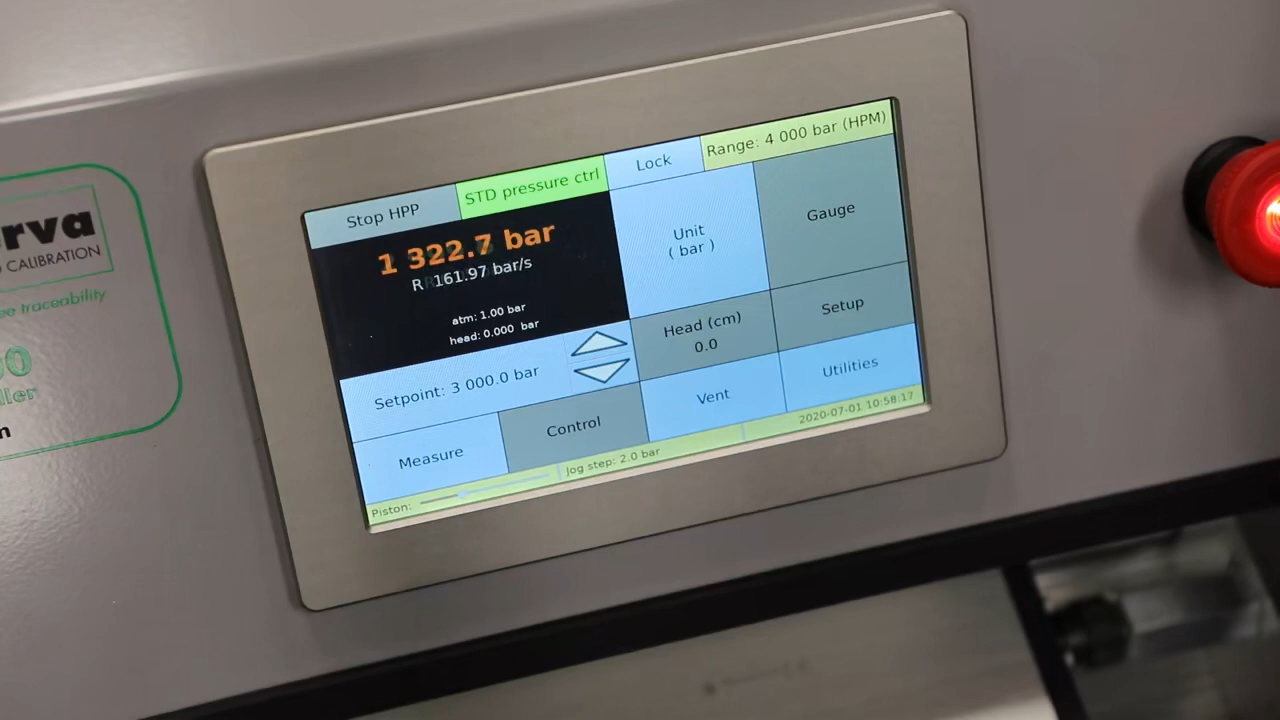 Stop HPP
STD pressure ctrl
Lock
Range: 4 000 bar (HPM)
1 322.7 bar
R 161.97 bar/s
atm: 1.00 bar
head: 0.000 bar
Unit
( bar )
Gauge
Setpoint: 3 000.0 bar
Head (cm)
0.0
Setup
Measure
Control
Vent
Utilities
Piston:
Jog step: 2.0 bar
2020-07-01 10:58:17
CALIBRATION
traceability